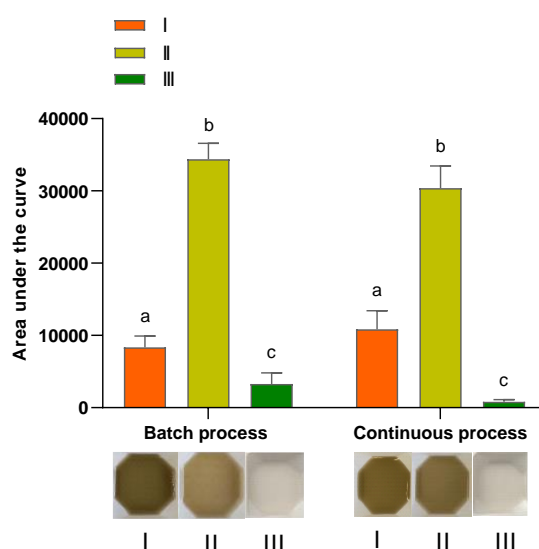 I
II
III
Area under the curve
40000
30000
20000
10000
0
a
b
c
a
b
c
Batch process
Continuous process
I II III
I II III